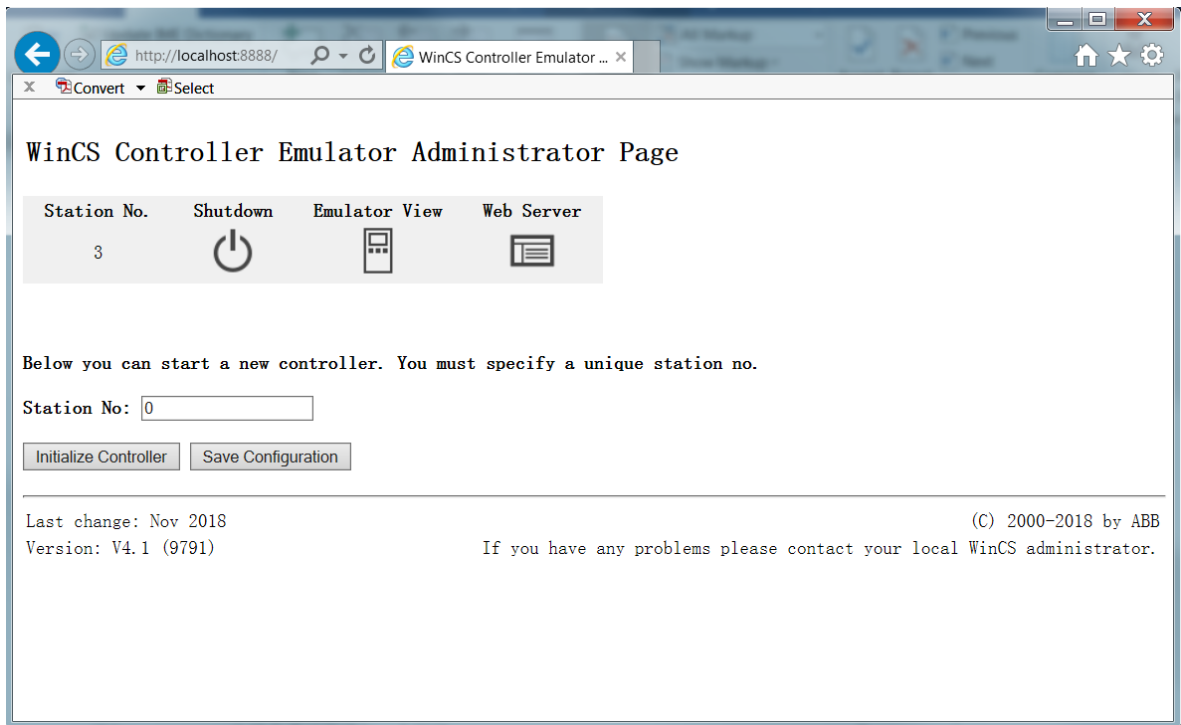 http://localhost:8888/
WinCS Controller Emulator ...
Convert
Select
WinCS Controller Emulator Administrator Page
Station No. Shutdown Emulator View Web Server
3
Below you can start a new controller. You must specify a unique station no.
Station No: 0
Initialize Controller Save Configuration
Last change: Nov 2018 (C) 2000-2018 by ABB
Version: V4.1 (9791) If you have any problems please contact your local WinCS administrator.